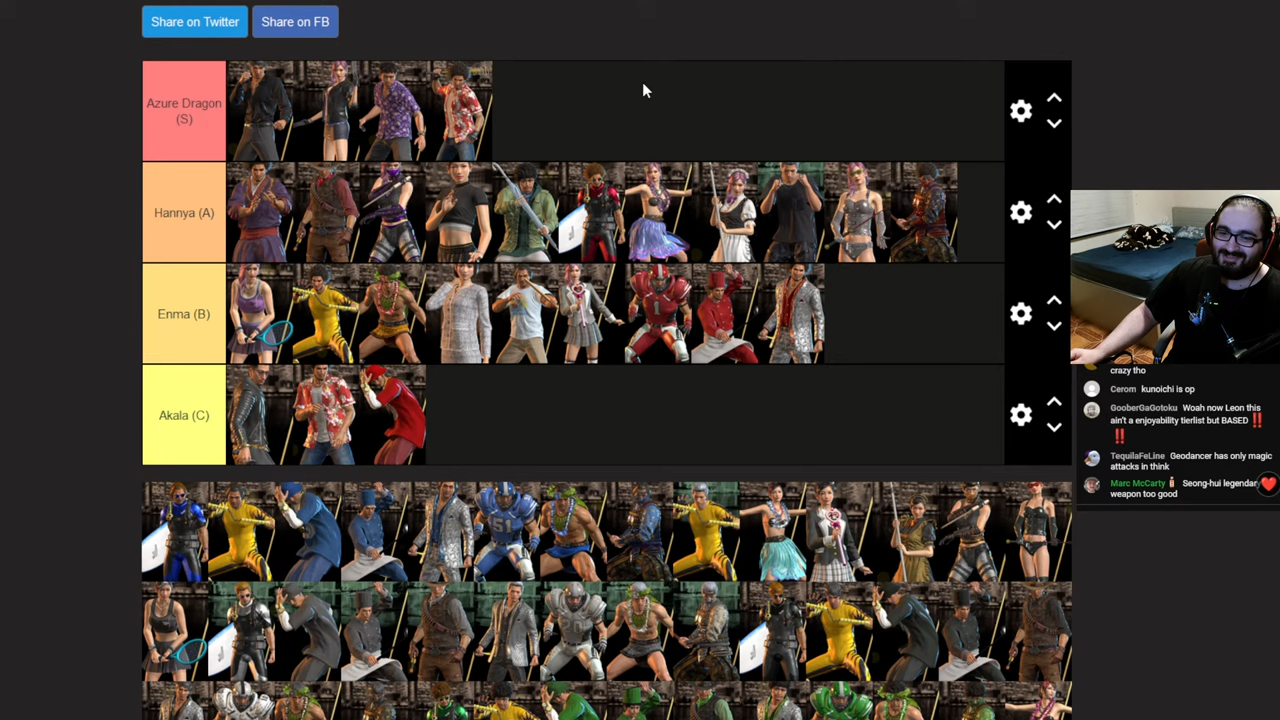 Share on Twitter
Share on FB
Azure Dragon
(S)
Hannya (A)
Enma (B)
Akala (C)
crazy tho
Cerom kunoichi is op
GooberGaGotoku Woah now Leon this
ain't a enjoyability tierlist but BASED ‼️
‼️
TequilaFeLine Geodancer has only magic
attacks in think
Marc McCarty Seong-hui legendar
weapon too good